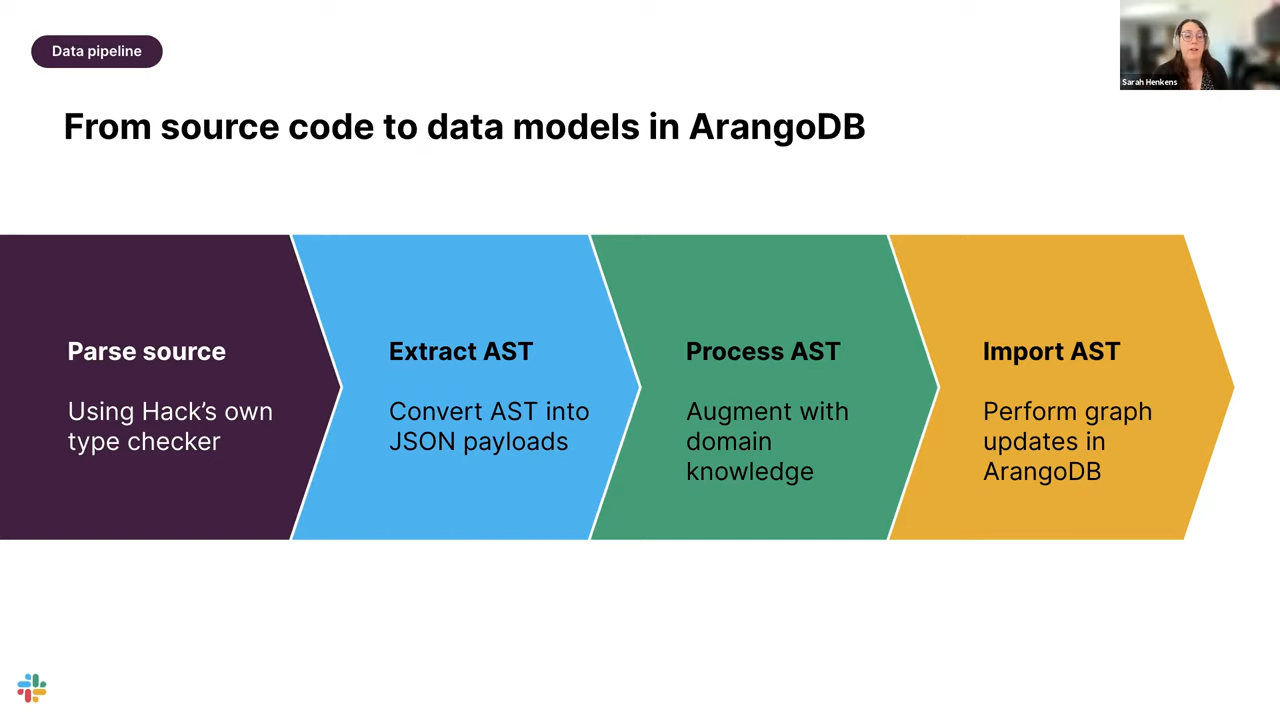 Data pipeline
Sarah Henkens
From source code to data models in ArangoDB
Parse source
Using Hack’s own
type checker
Extract AST
Convert AST into
JSON payloads
Process AST
Augment with
domain
knowledge
Import AST
Perform graph
updates in
ArangoDB